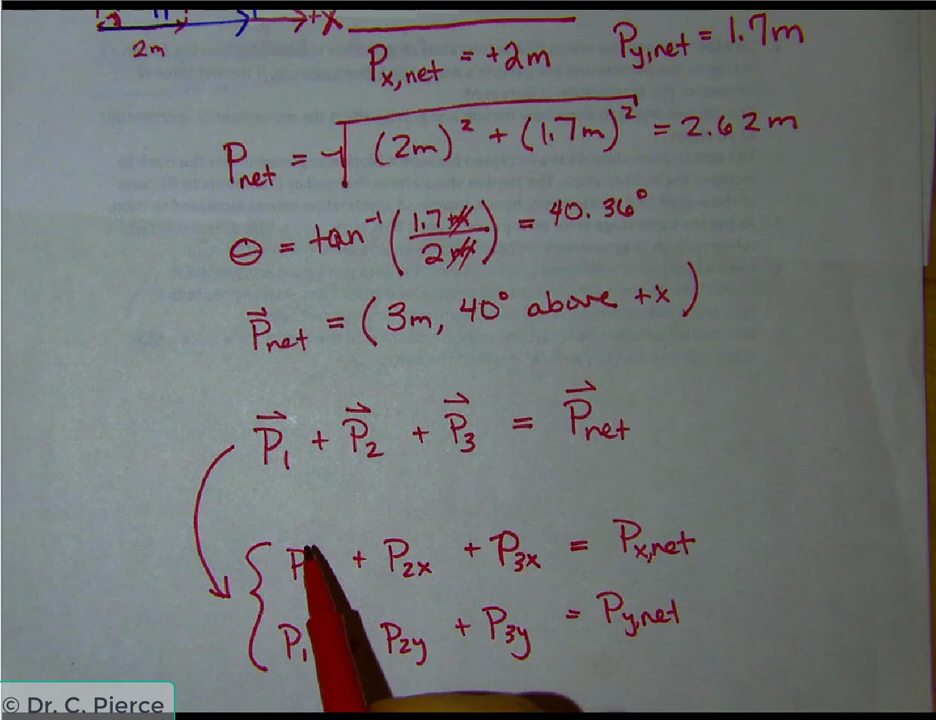 +x
2m
P_x,net = +2m P_y,net = 1.7m
P_net = √((2m)² + (1.7m)²) = 2.62m
θ = tan⁻¹(1.7m/2m) = 40.36°
P⃗_net = (3m, 40° above +x)
P⃗₁ + P⃗₂ + P⃗₃ = P⃗_net
P + P_2x + P_3x = P_x,net
P₁ P_2y + P_3y = P_y,net
© Dr. C. Pierce